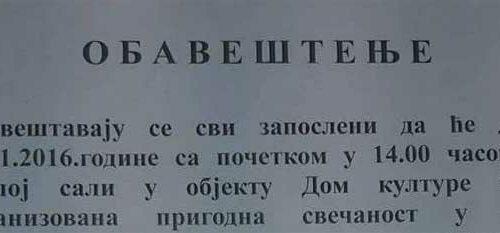 ОБАВЕШТЕЊЕ
вештавају се сви запослени да ће
1.2016.године са почетком у 14.00 часо
ој сали у објекту Дом културе
анизована пригодна свечаност у